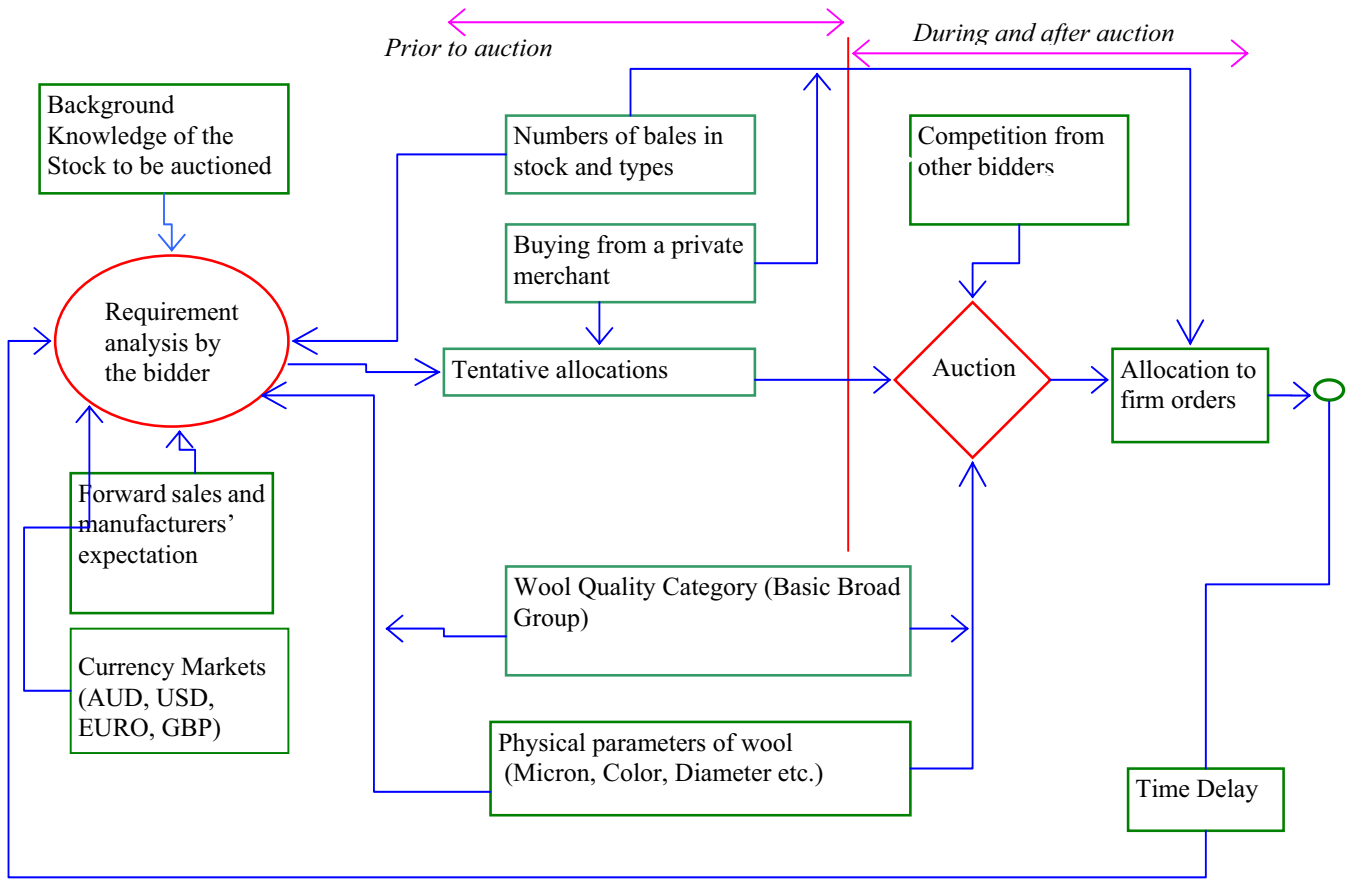 Prior to auction
During and after auction
Background
Knowledge of the
Stock to be auctioned
Numbers of bales in
stock and types
Competition from
other bidders
Buying from a private
merchant
Requirement
analysis by
the bidder
Tentative allocations
Auction
Allocation to
firm orders
Forward sales and
manufacturers’
expectation
Wool Quality Category (Basic Broad
Group)
Currency Markets
(AUD, USD,
EURO, GBP)
Physical parameters of wool
(Micron, Color, Diameter etc.)
Time Delay